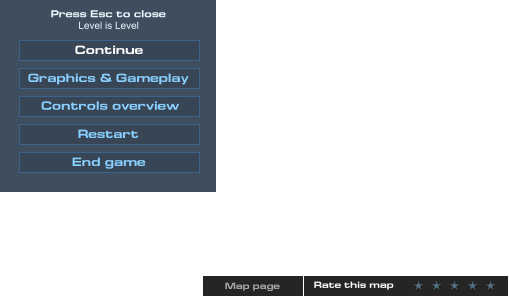 Press Esc to close
Level is Level
Continue
Graphics & Gameplay
Controls overview
Restart
End game
Map page
Rate this map